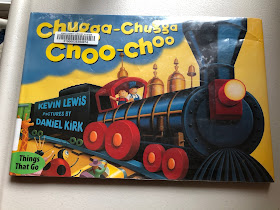 Chugga-Chugga
Choo-choo
KEVIN LEWIS
PICTURES BY
DANIEL KIRK
Things
That Go